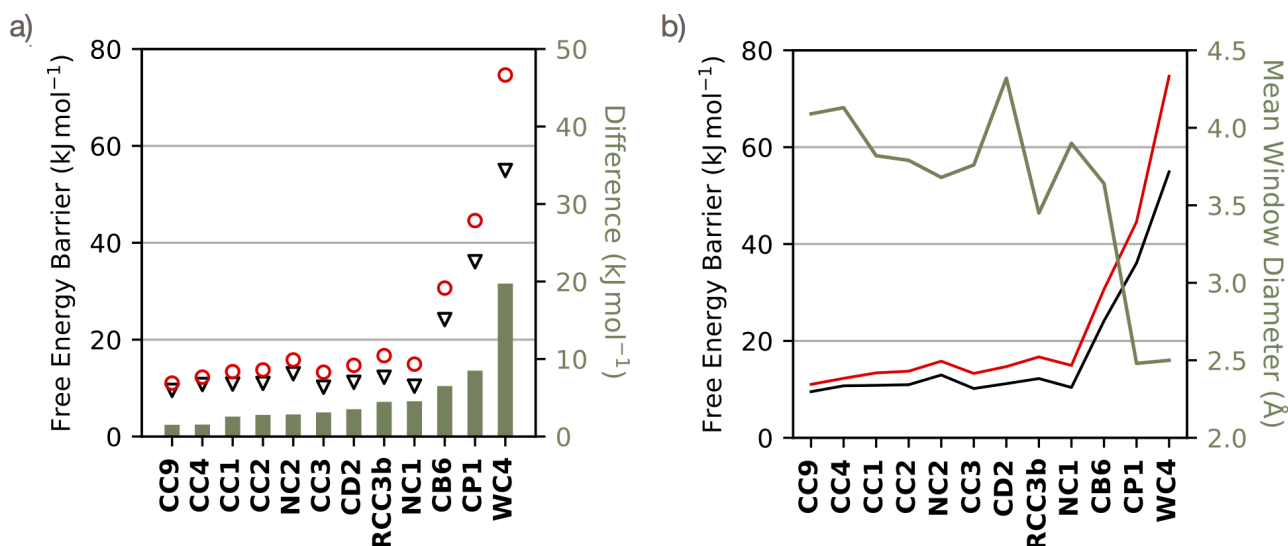 a)
Free Energy Barrier (kJ mol⁻¹)
80
60
40
20
0
50
40
30
20
10
0
Difference (kJ mol⁻¹)
CC9
CC4
CC1
CC2
NC2
CC3
CD2
RCC3b
NC1
CB6
CP1
WC4
b)
Free Energy Barrier (kJ mol⁻¹)
80
60
40
20
0
4.5
4.0
3.5
3.0
2.5
2.0
Mean Window Diameter (Å)
CC9
CC4
CC1
CC2
NC2
CC3
CD2
RCC3b
NC1
CB6
CP1
WC4